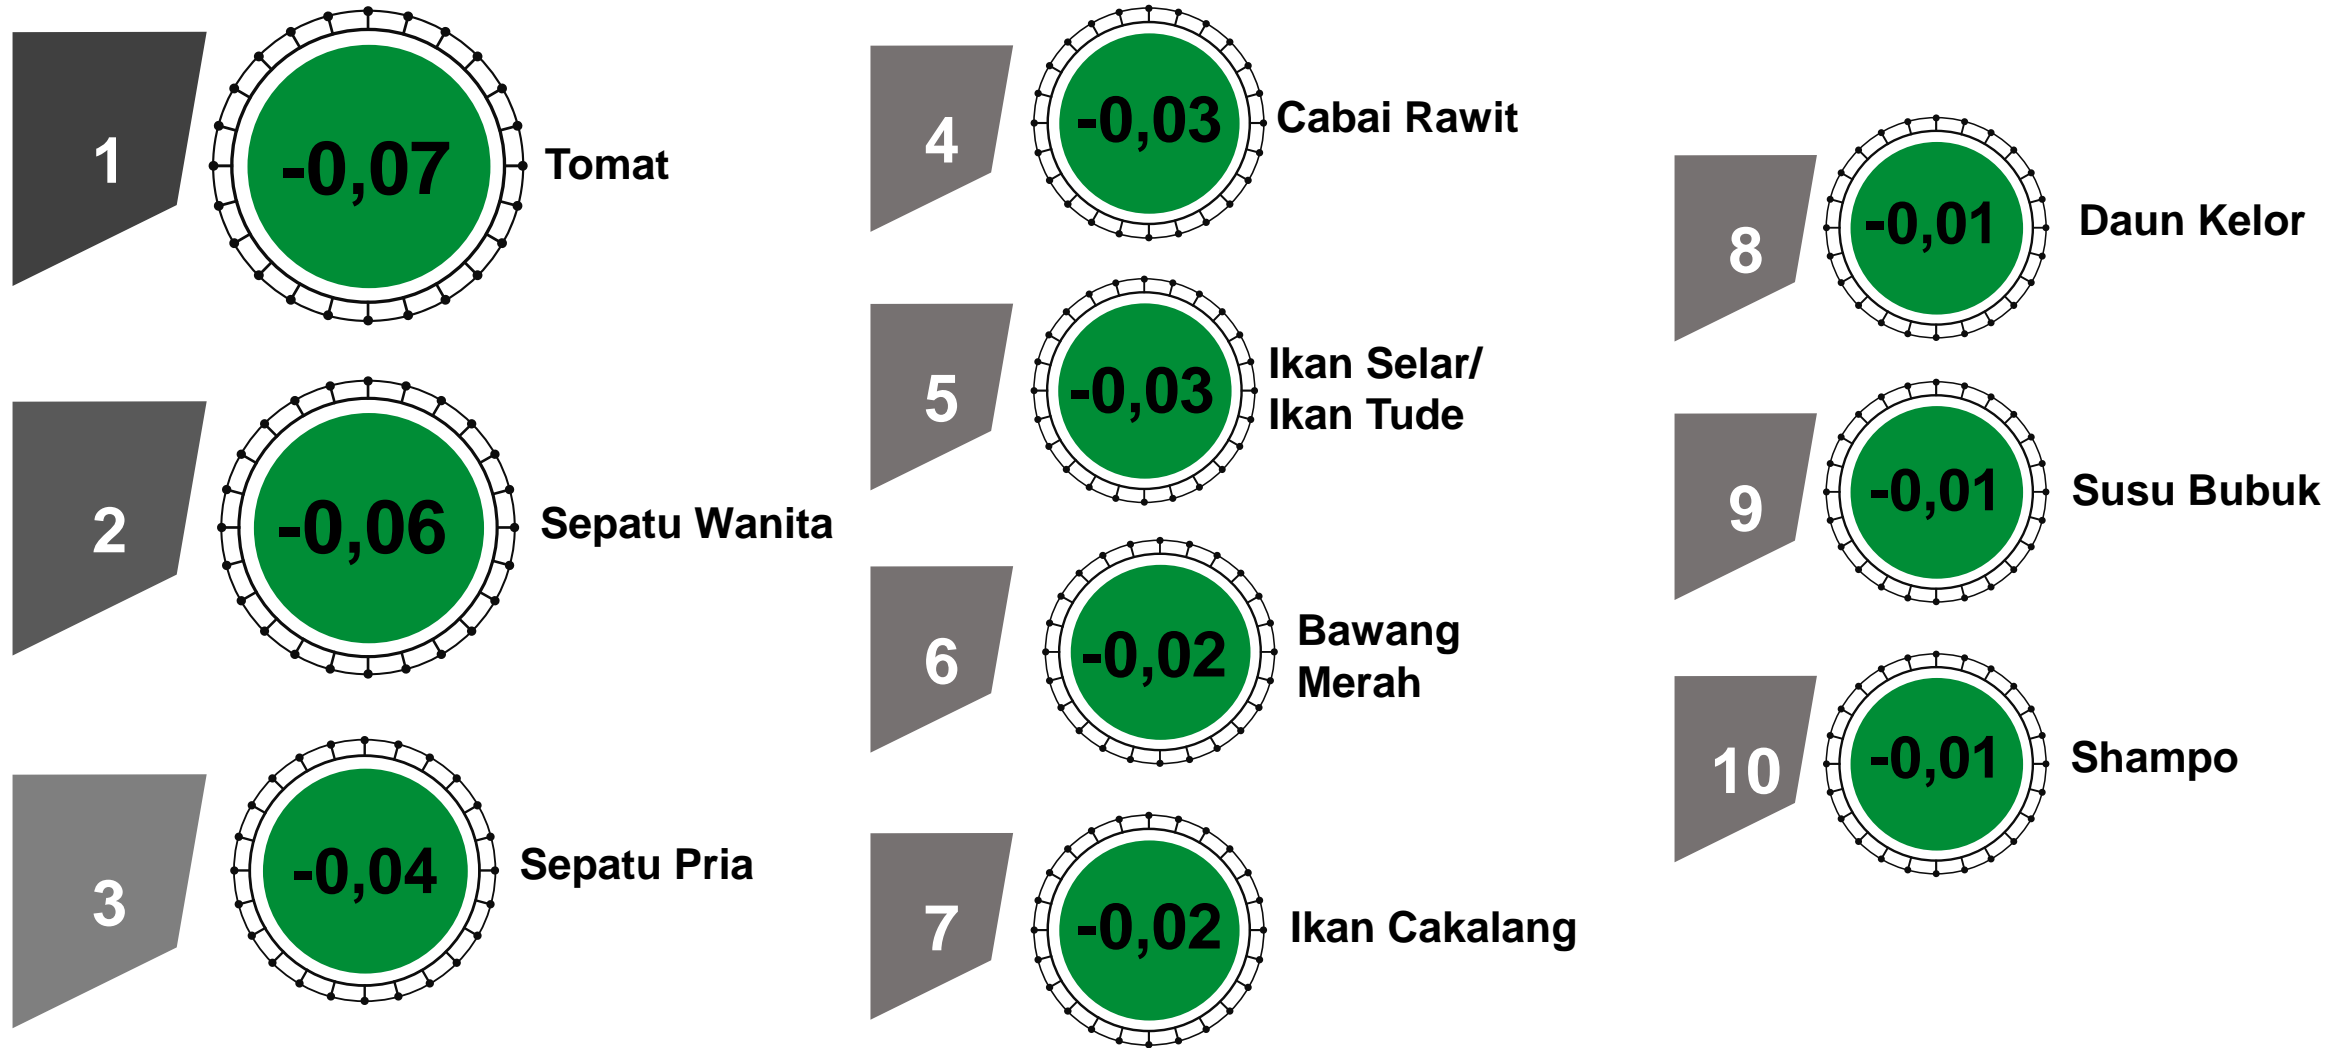 1
-0,07
Tomat
2
-0,06
Sepatu Wanita
3
-0,04
Sepatu Pria
4
-0,03
Cabai Rawit
5
-0,03
Ikan Selar/
Ikan Tude
6
-0,02
Bawang
Merah
7
-0,02
Ikan Cakalang
8
-0,01
Daun Kelor
9
-0,01
Susu Bubuk
10
-0,01
Shampo